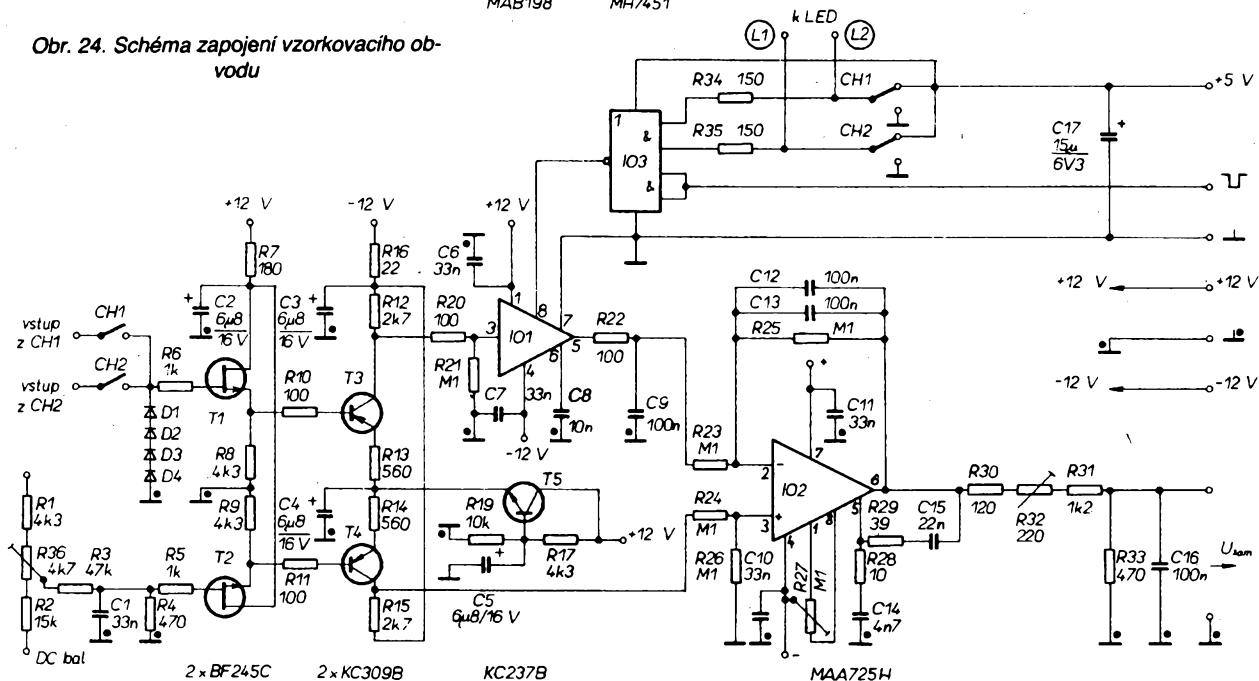 MAB198 MH7451
Obr. 24. Schéma zapojení vzorkovacího ob-
vodu
k LED
L1 L2
R34 150 CH1
+5 V
1
&
R35 150 CH2
IO3
&
C17
15µ
6V3
+
+12 V -12 V +12 V
R7
180
R16
22
C6
33n
+12 V +12 V
-12 V -12 V
C12 100n
C13 100n
R25 M1
+ C2
6µ8
16 V
C3 +
6µ8
16V
R12
2k7
R20
100
1 8
3 IO1 7
5
6
4
R22
100
vstup
z CH1
CH1
vstup
z CH2
CH2
R6
1k
T1
R10
100
T3
R21
M1
C7
33n
-12 V
C8
10n
C9
100n
+
C11
33n
D1
D2
D3
D4
R8
4k3
R13
560
R23
M1
7
2 -
IO2
6
3 +
5
4 1 8
R1
4k3
R9
4k3
C4
6µ8
16 V
+
R14
560
R19
10k
T5
R17
4k3
+12 V
R24
M1
R29
39
C15
22n
R30
120
R32
220
R31
1k2
R36
4k7
R3
47k
R5
1k
T2
T4
R11
100
+
C5
6µ8/16 V
R26
M1
C10
33n
R27
M1
R28
10
C14
4n7
R33
470
C16
100n
Usam
R2
15k
C1
33n
R4
470
R15
2k7
-
DC bal
2 x BF245C 2 x KC309B KC237B MAA725H